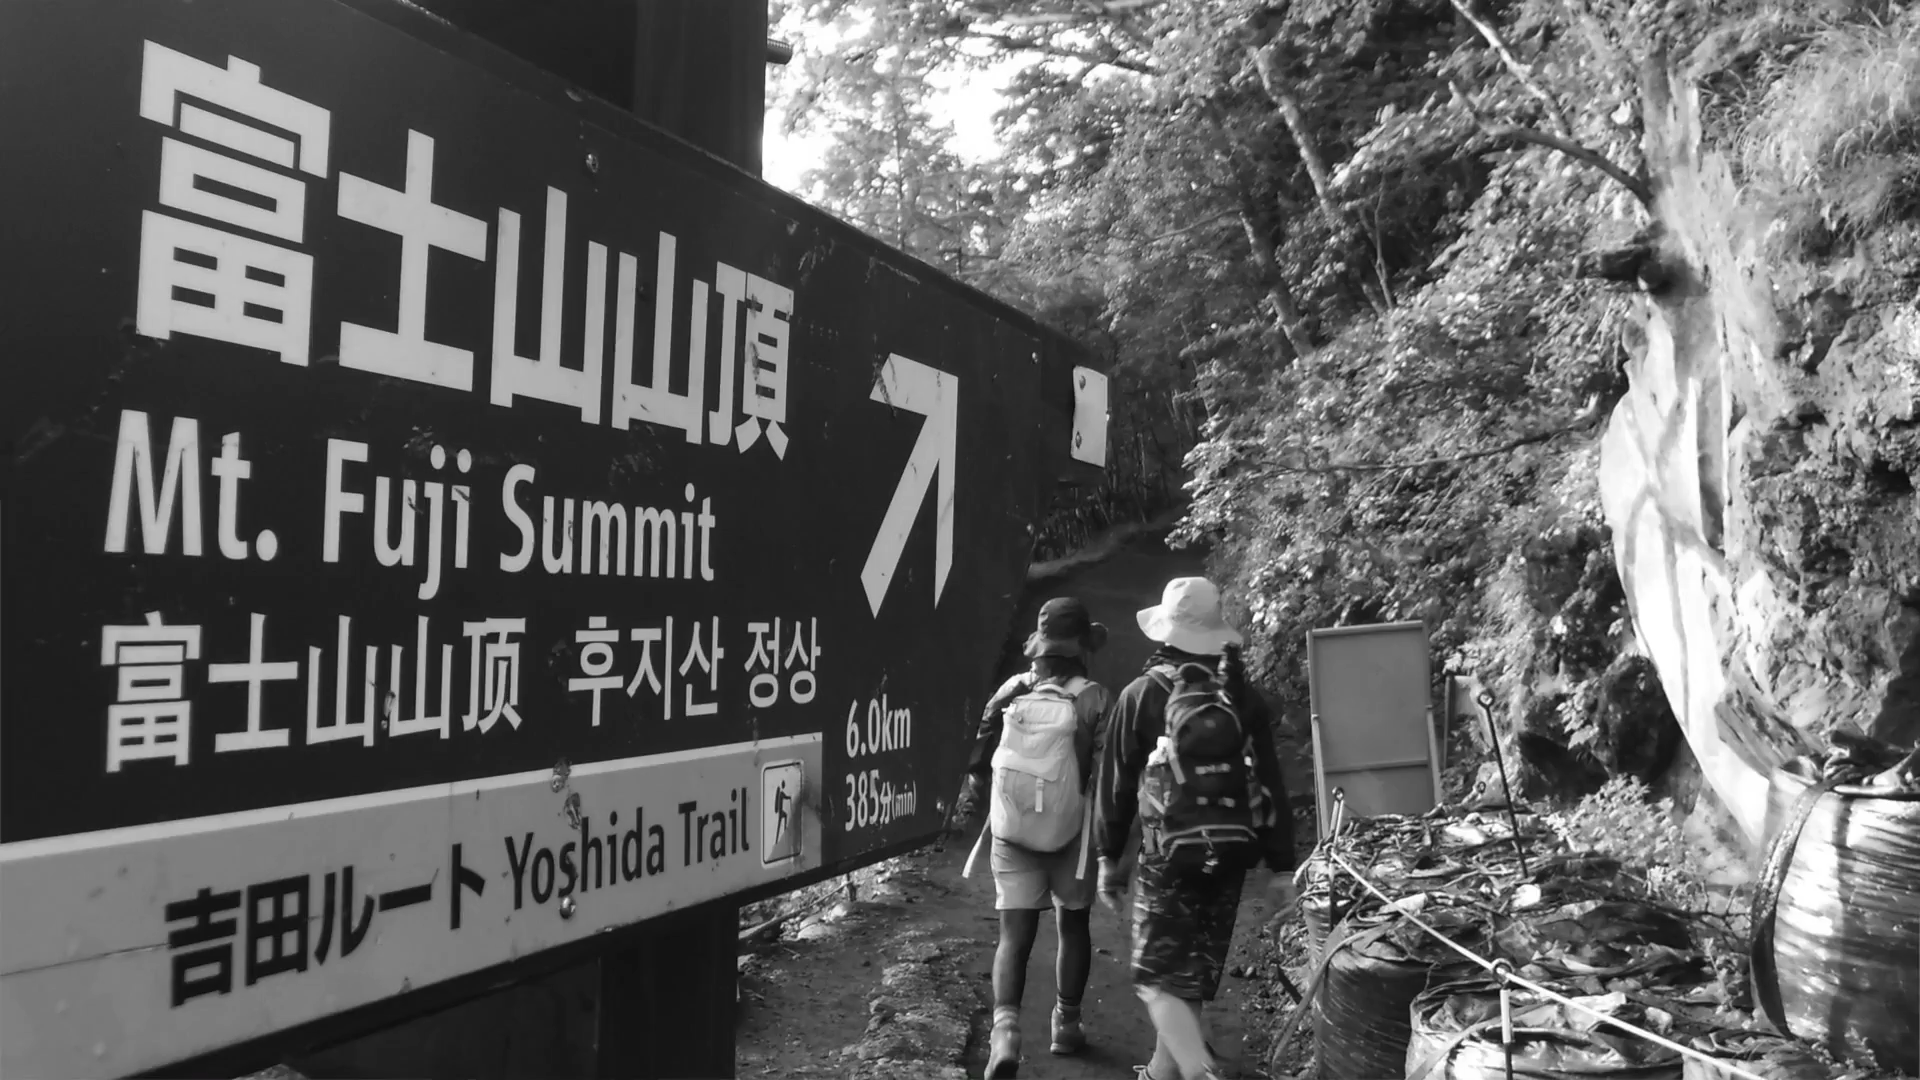 富士山山頂
Mt. Fuji Summit
富士山山顶 후지산 정상
6.0km
385分(min)
吉田ルート Yoshida Trail